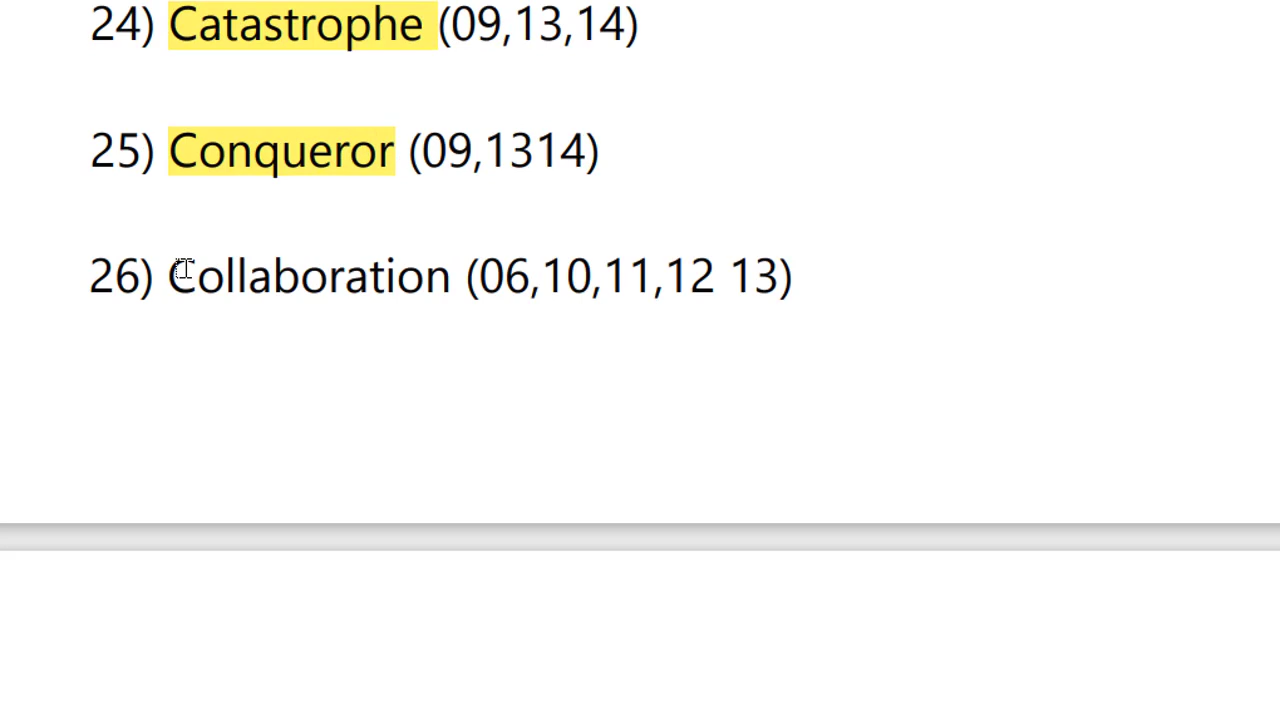 24) Catastrophe (09,13,14)
25) Conqueror (09,1314)
26) Collaboration (06,10,11,12 13)